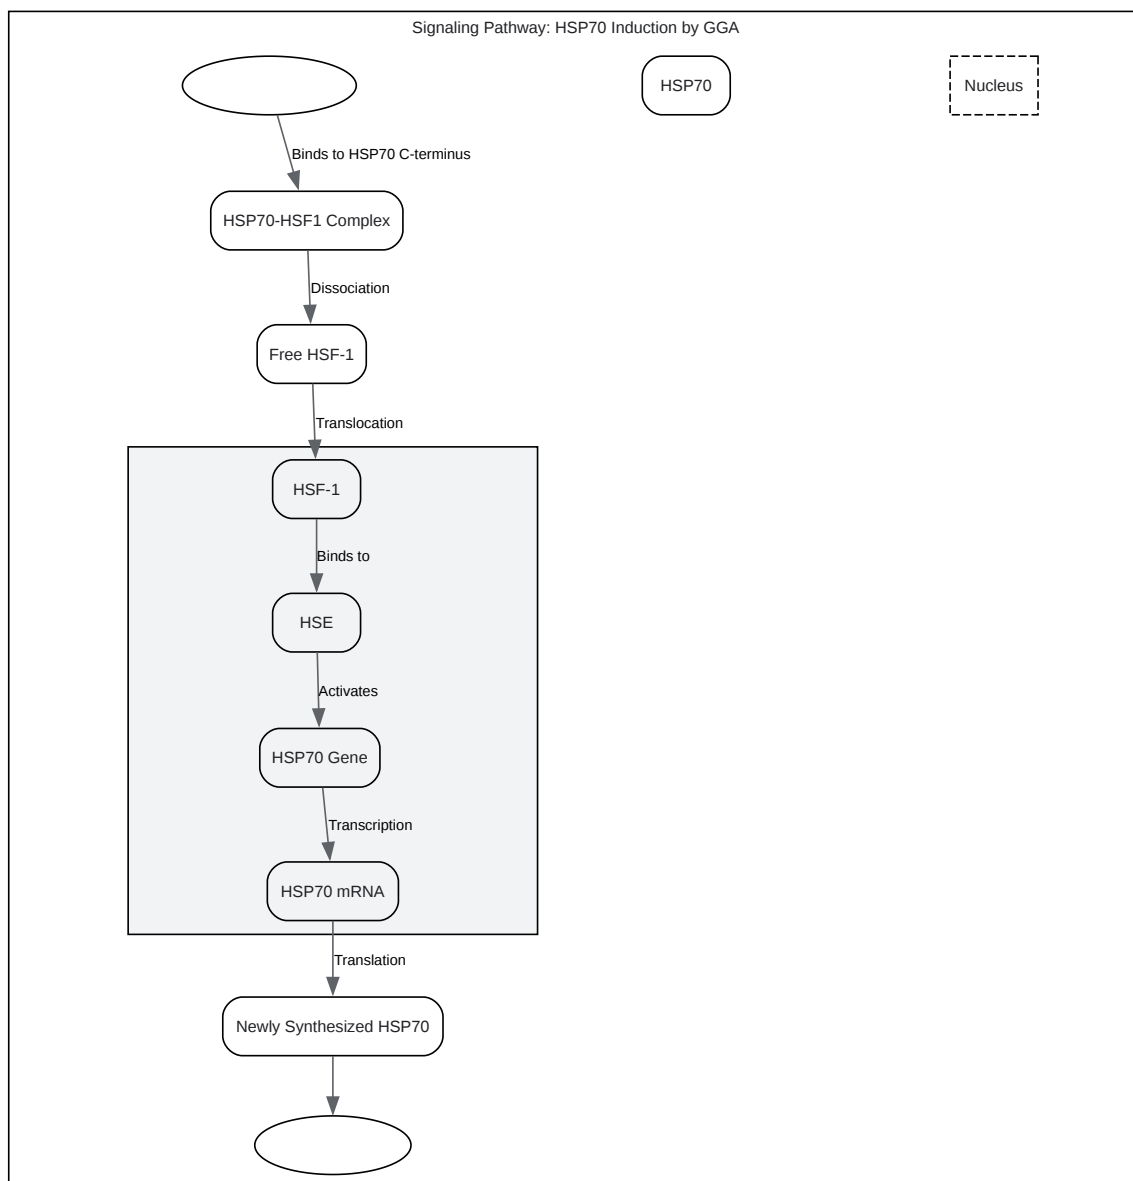 Signaling Pathway: HSP70 Induction by GGA
HSP70
Nucleus
Binds to HSP70 C-terminus
HSP70-HSF1 Complex
Dissociation
Free HSF-1
Translocation
HSF-1
Binds to
HSE
Activates
HSP70 Gene
Transcription
HSP70 mRNA
Translation
Newly Synthesized HSP70